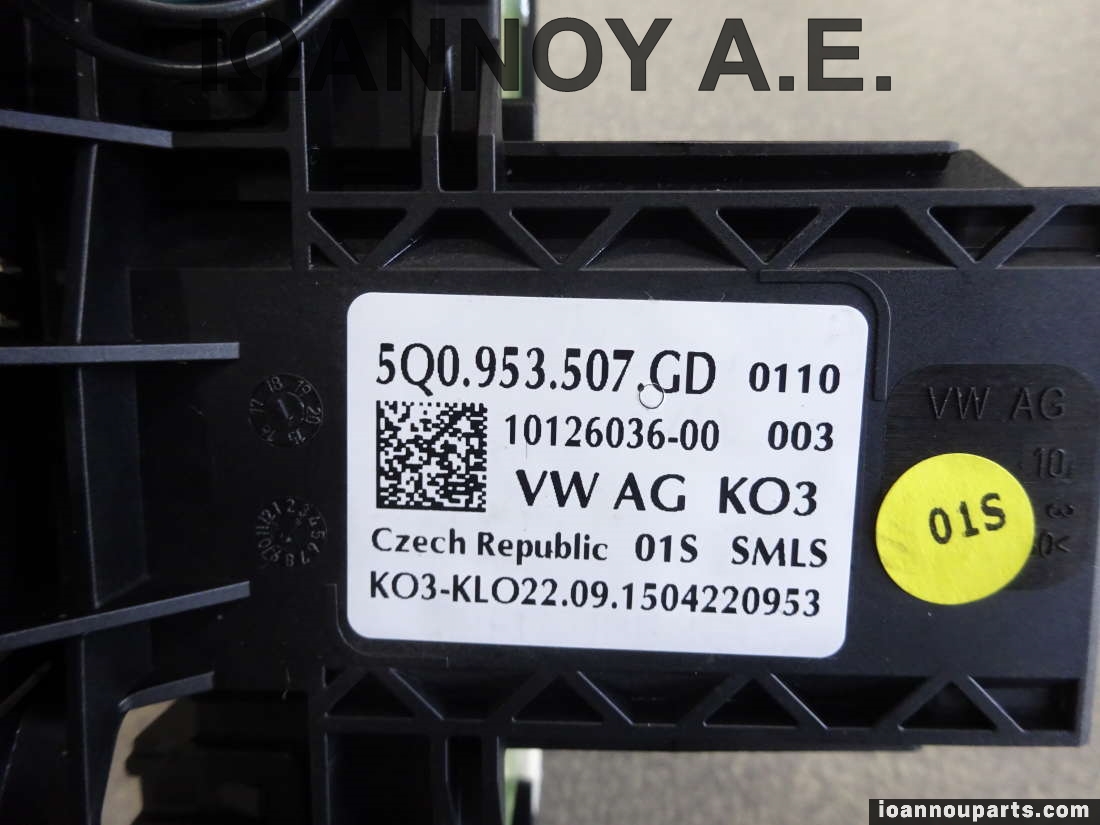 ΙΩΑΝΝΟΥ Α.Ε.
5Q0.953.507.GD 0110
10126036-00 003
VW AG KO3
Czech Republic 01S SMLS
KO3-KLO22.09.1504220953
VW AG
01S
ioannouparts.com